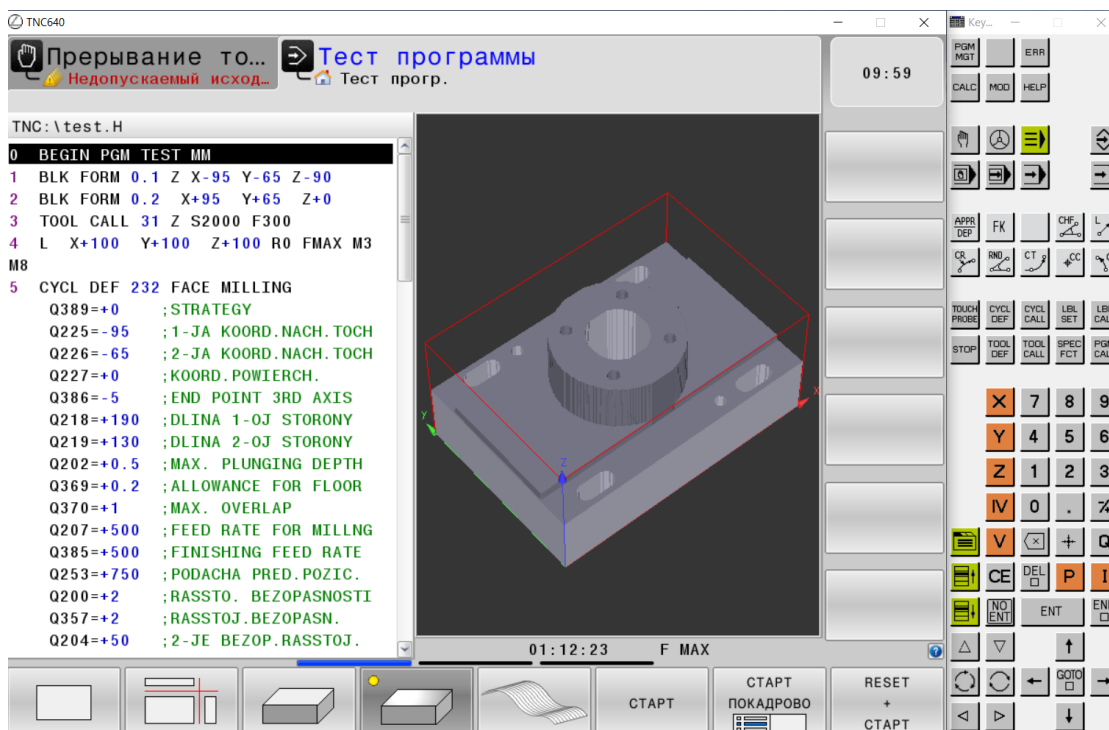 TNC640
Прерывание то...
Недопускаемый исход…
Тест программы
Тест прогр.
09:59
TNC:\test.H
0 BEGIN PGM TEST MM
1 BLK FORM 0.1 Z X-95 Y-65 Z-90
2 BLK FORM 0.2 X+95 Y+65 Z+0
3 TOOL CALL 31 Z S2000 F300
4 L X+100 Y+100 Z+100 R0 FMAX M3
M8
5 CYCL DEF 232 FACE MILLING
Q389=+0 ;STRATEGY
Q225=-95 ;1-JA KOORD.NACH.TOCH
Q226=-65 ;2-JA KOORD.NACH.TOCH
Q227=+0 ;KOORD.POWIERCH.
Q386=-5 ;END POINT 3RD AXIS
Q218=+190 ;DLINA 1-OJ STORONY
Q219=+130 ;DLINA 2-OJ STORONY
Q202=+0.5 ;MAX. PLUNGING DEPTH
Q369=+0.2 ;ALLOWANCE FOR FLOOR
Q370=+1 ;MAX. OVERLAP
Q207=+500 ;FEED RATE FOR MILLNG
Q385=+500 ;FINISHING FEED RATE
Q253=+750 ;PODACHA PRED.POZIC.
Q200=+2 ;RASSTO. BEZOPASNOSTI
Q357=+2 ;RASSTOJ.BEZOPASN.
Q204=+50 ;2-JE BEZOP.RASSTOJ.
X
Y
Z
01:12:23 F MAX
СТАРТ
СТАРТ
ПОКАДРОВО
RESET
+
СТАРТ
Key...
PGM MGT
ERR
CALC MOD HELP
APPR DEP
FK
CHF
L
CR
RND
CT
CC
C
TOUCH PROBE
CYCL DEF
CYCL CALL
LBL SET
LBL CAL
STOP
TOOL DEF
TOOL CALL
SPEC FCT
PGM CAL
X 7 8 9
Y 4 5 6
Z 1 2 3
IV 0 .
V Q
CE DEL P I
NO ENT
ENT
EN
GOTO